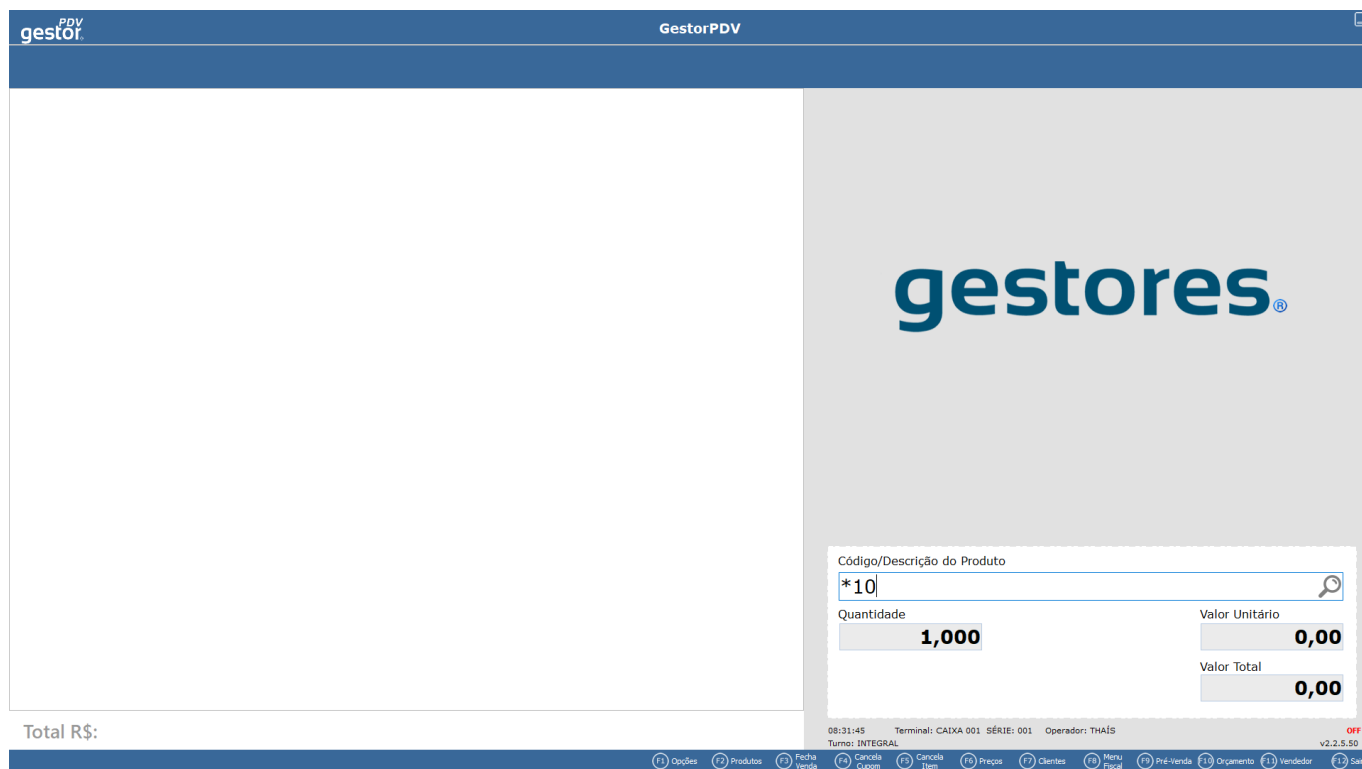 gestor PDV
GestorPDV
gestores®
Código/Descrição do Produto
*10
Quantidade
Valor Unitário
1,000
0,00
Valor Total
0,00
Total R$:
08:31:45 Terminal: CAIXA 001 SÉRIE: 001 Operador: THAÍS OFF
Turno: INTEGRAL v2.2.5.50
F1 Opções F2 Produtos F3 Fecha Venda F4 Cancela Cupom F5 Cancela Item F6 Preços F7 Clientes F8 Menu Fiscal F9 Pré-Venda F10 Orçamento F11 Vendedor F12 Sair